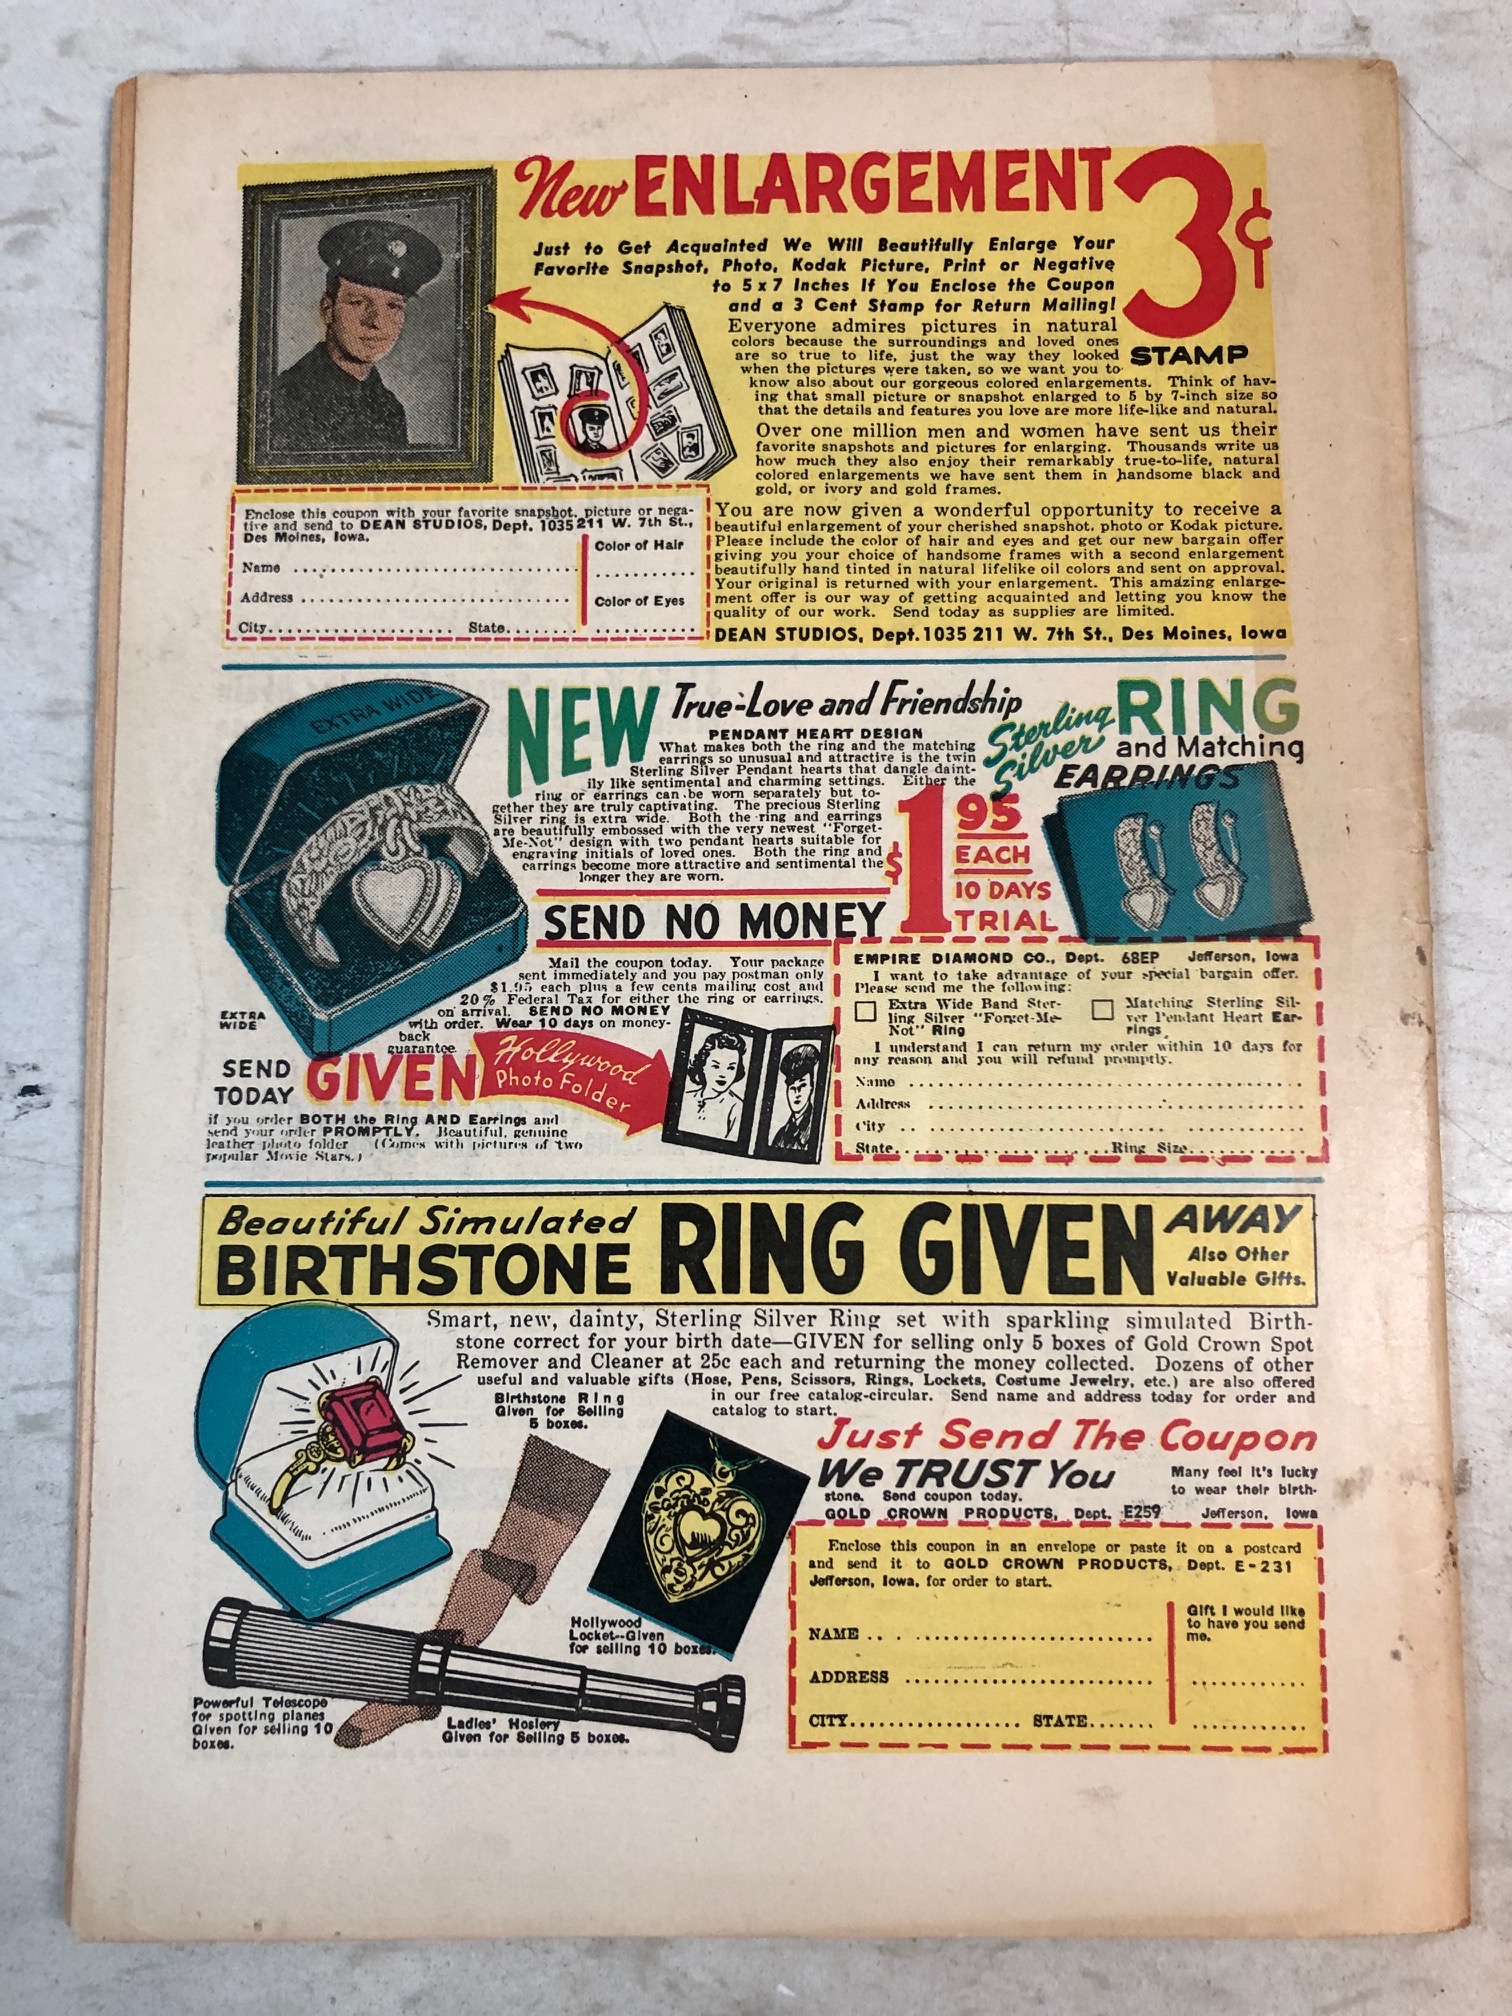 New ENLARGEMENT 3¢
STAMP
Just to Get Acquainted We Will Beautifully Enlarge Your
Favorite Snapshot, Photo, Kodak Picture, Print or Negative
to 5 x 7 Inches If You Enclose the Coupon
and a 3 Cent Stamp for Return Mailing!
Everyone admires pictures in natural
colors because the surroundings and loved ones
are so true to life, just the way they looked
when the pictures were taken, so we want you to
know also about our gorgeous colored enlargements. Think of hav-
ing that small picture or snapshot enlarged to 5 by 7-inch size so
that the details and features you love are more life-like and natural.
Over one million men and women have sent us their
favorite snapshots and pictures for enlarging. Thousands write us
how much they also enjoy their remarkably true-to-life, natural
colored enlargements we have sent them in handsome black and
gold, or ivory and gold frames.
You are now given a wonderful opportunity to receive a
beautiful enlargement of your cherished snapshot, photo or Kodak picture.
Please include the color of hair and eyes and get our new bargain offer
giving you your choice of handsome frames with a second enlargement
beautifully hand tinted in natural lifelike oil colors and sent on approval.
Your original is returned with your enlargement. This amazing enlarge-
ment offer is our way of getting acquainted and letting you know the
quality of our work. Send today as supplies are limited.
DEAN STUDIOS, Dept. 1035 211 W. 7th St., Des Moines, Iowa
Enclose this coupon with your favorite snapshot, picture or nega-
tive and send to DEAN STUDIOS, Dept. 1035 211 W. 7th St.,
Des Moines, Iowa.
Color of Hair
Name
Address
Color of Eyes
City State
EXTRA WIDE
NEW True-Love and Friendship
Sterling Silver RING
and Matching
EARRINGS
PENDANT HEART DESIGN
What makes both the ring and the matching
earrings so unusual and attractive is the twin
Sterling Silver Pendant hearts that dangle daint-
ily like sentimental and charming settings. Either the
ring or earrings can be worn separately but to-
gether they are truly captivating. The precious Sterling
Silver ring is extra wide. Both the ring and earrings
are beautifully embossed with the very newest "Forget-
Me-Not" design with two pendant hearts suitable for
engraving initials of loved ones. Both the ring and
earrings become more attractive and sentimental the
longer they are worn.
$1 95
EACH
10 DAYS
TRIAL
SEND NO MONEY
Mail the coupon today. Your package
sent immediately and you pay postman only
$1.95 each plus a few cents mailing cost and
20% Federal Tax for either the ring or earrings,
on arrival. SEND NO MONEY
with order. Wear 10 days on money-
back
guarantee.
EXTRA
WIDE
SEND
TODAY
GIVEN
Hollywood
Photo Folder
if you order BOTH the Ring AND Earrings and
send your order PROMPTLY. Beautiful, genuine
leather photo folder (Comes with pictures of two
popular Movie Stars.)
EMPIRE DIAMOND CO., Dept. 68EP Jefferson, Iowa
I want to take advantage of your special bargain offer.
Please send me the following:
☐ Extra Wide Band Ster-
ling Silver "Forget-Me-
Not" Ring
☐ Matching Sterling Sil-
ver Pendant Heart Ear-
rings
I understand I can return my order within 10 days for
any reason and you will refund promptly.
Name
Address
City
State Ring Size
Beautiful Simulated
BIRTHSTONE RING GIVEN AWAY
Also Other
Valuable Gifts.
Smart, new, dainty, Sterling Silver Ring set with sparkling simulated Birth-
stone correct for your birth date—GIVEN for selling only 5 boxes of Gold Crown Spot
Remover and Cleaner at 25c each and returning the money collected. Dozens of other
useful and valuable gifts (Hose, Pens, Scissors, Rings, Lockets, Costume Jewelry, etc.) are also offered
in our free catalog-circular. Send name and address today for order and
catalog to start.
Birthstone Ring
Given for Selling
5 boxes.
Just Send The Coupon
We TRUST You
Many feel it's lucky
to wear their birth-
stone. Send coupon today.
GOLD CROWN PRODUCTS, Dept. E259 Jefferson, Iowa
Enclose this coupon in an envelope or paste it on a postcard
and send it to GOLD CROWN PRODUCTS, Dept. E-231
Jefferson, Iowa, for order to start.
NAME
ADDRESS
CITY STATE
Gift I would like
to have you send
me.
Hollywood
Locket--Given
for selling 10 boxes.
Powerful Telescope
for spotting planes
Given for selling 10
boxes.
Ladies' Hosiery
Given for Selling 5 boxes.